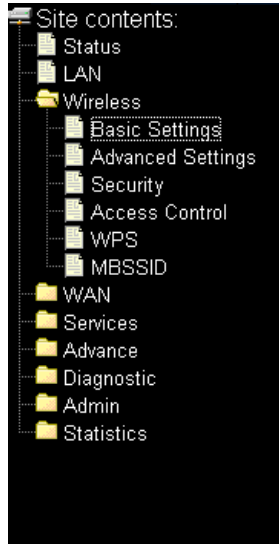 Site contents:
Status
LAN
Wireless
Basic Settings
Advanced Settings
Security
Access Control
WPS
MBSSID
WAN
Services
Advance
Diagnostic
Admin
Statistics